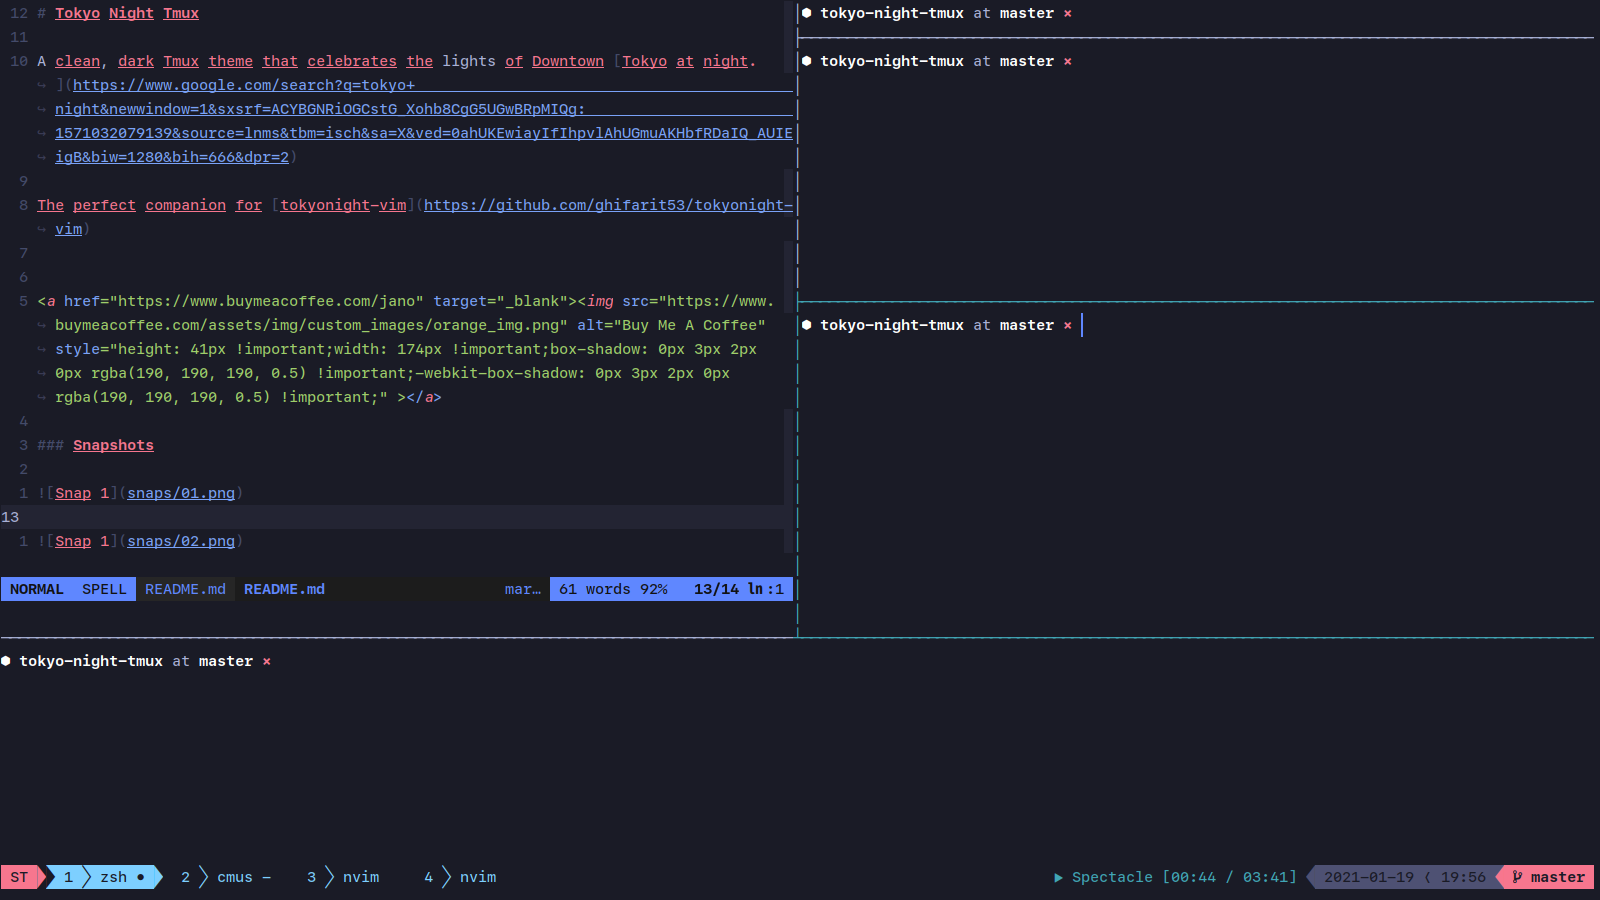 12 # Tokyo Night Tmux
11
10 A clean, dark Tmux theme that celebrates the lights of Downtown [Tokyo at night.
↪ ](https://www.google.com/search?q=tokyo+
↪ night&newwindow=1&sxsrf=ACYBGNRiOGCstG_Xohb8CgG5UGwBRpMIQg:
↪ 1571032079139&source=lnms&tbm=isch&sa=X&ved=0ahUKEwiayIfIhpvlAhUGmuAKHbfRDaIQ_AUIE
↪ igB&biw=1280&bih=666&dpr=2)
9
8 The perfect companion for [tokyonight-vim](https://github.com/ghifarit53/tokyonight-
↪ vim)
7
6
5 <a href="https://www.buymeacoffee.com/jano" target="_blank"><img src="https://www.
↪ buymeacoffee.com/assets/img/custom_images/orange_img.png" alt="Buy Me A Coffee"
↪ style="height: 41px !important;width: 174px !important;box-shadow: 0px 3px 2px
↪ 0px rgba(190, 190, 190, 0.5) !important;-webkit-box-shadow: 0px 3px 2px 0px
↪ rgba(190, 190, 190, 0.5) !important;" ></a>
4
3 ### Snapshots
2
1 ![Snap 1](snaps/01.png)
13
1 ![Snap 1](snaps/02.png)
NORMAL SPELL README.md README.md mar… 61 words 92% 13/14 ln:1
⬢ tokyo-night-tmux at master ×
⬢ tokyo-night-tmux at master ×
⬢ tokyo-night-tmux at master ×
⬢ tokyo-night-tmux at master ×
ST 1 zsh ● 2 cmus - 3 nvim 4 nvim ▶ Spectacle [00:44 / 03:41] 2021-01-19 ❬ 19:56 master